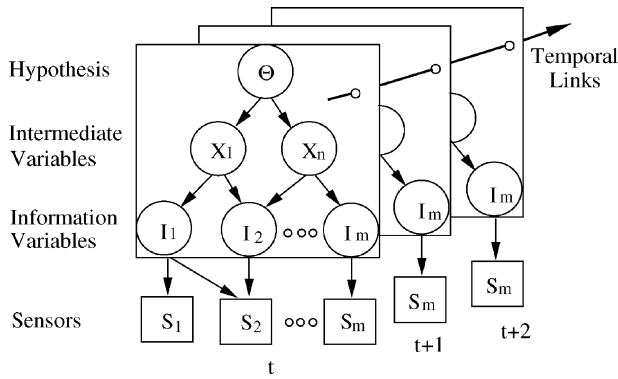 Hypothesis
Θ
Temporal
Links
Intermediate
Variables
X1
Xn
Information
Variables
I1
I2
Im
Im
Im
Sensors
S1
S2
Sm
Sm
Sm
t
t+1
t+2